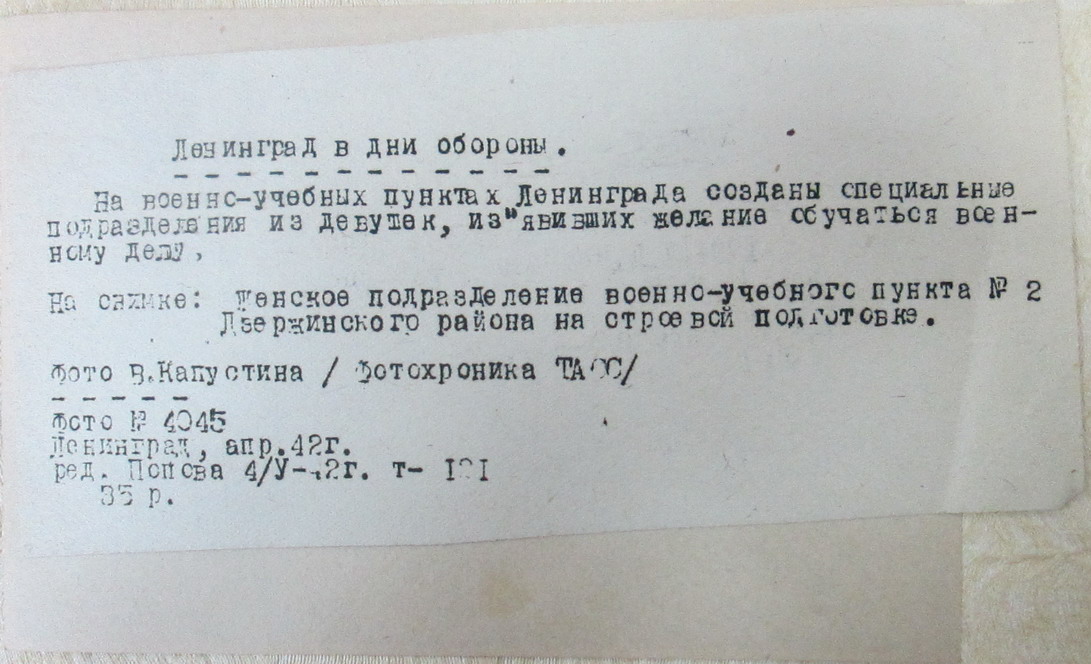 Ленинград в дни обороны.
На военно-учебных пунктах Ленинграда созданы специальные
подразделения из девушек, из"явивших желание обучаться воен-
ному делу,
На снимке: Женское подразделение военно-учебного пункта № 2
Дзержинского района на строевой подготовке.
Фото В.Капустина / Фотохроника ТАСС/
Фото № 4045
Ленинград, апр.42г.
ред. Попова 4/У-42г. т-
35 р.